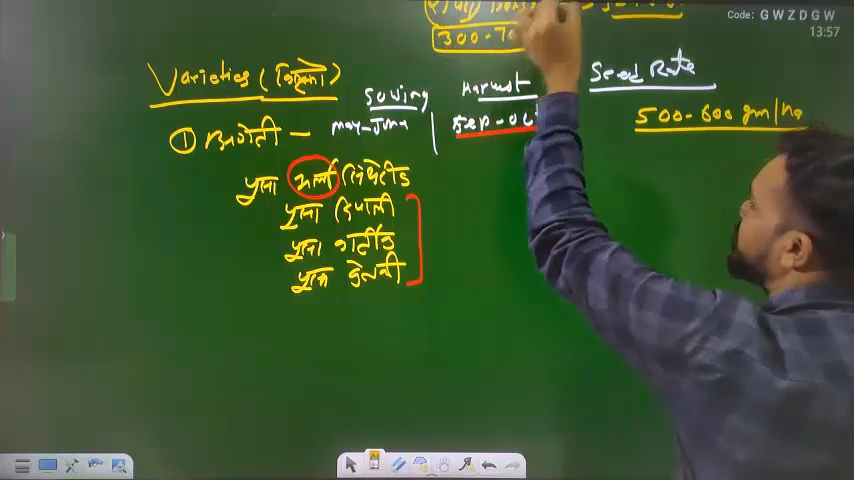 Code: G W Z D G W
13:57
300-70
Varieties (किस्में)
Sowing Harvest Seed Rate
① अगेती - may-June Sep-Oct 500-600 gm/ha
पूसा अर्ली सिंथेटिक
पूसा दिपाली
पूसा
पूसा केतकी